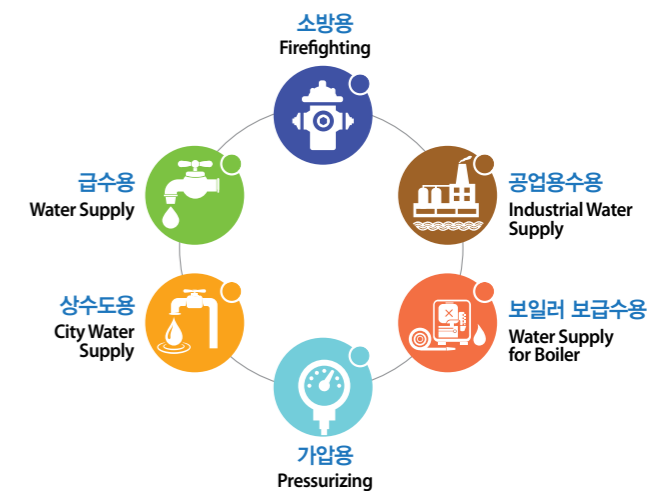 소방용
Firefighting
급수용
Water Supply
공업용수용
Industrial Water
Supply
상수도용
City Water
Supply
보일러 보급수용
Water Supply
for Boiler
가압용
Pressurizing